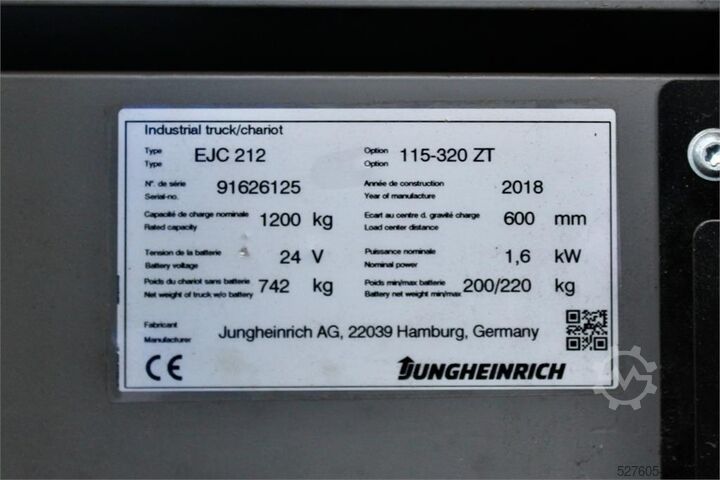 Industrial truck/chariot
Type EJC 212 Option 115-320 ZT
Type Option
N°. de série 91626125 Année de construction 2018
Serial-no. Year of manufacture
Capacité de charge nominale 1200 kg Ecart au centre d. gravité charge 600 mm
Rated capacity Load center distance
Tension de la batterie 24 V Puissance nominale 1,6 kW
Battery voltage Nominal power
Poids du chariot sans batterie 742 kg Poids min/max batterie 200/220 kg
Net weight of truck w/o battery Battery net weight min/max
Fabricant Jungheinrich AG, 22039 Hamburg, Germany
Manufacturer
CE JUNGHEINRICH